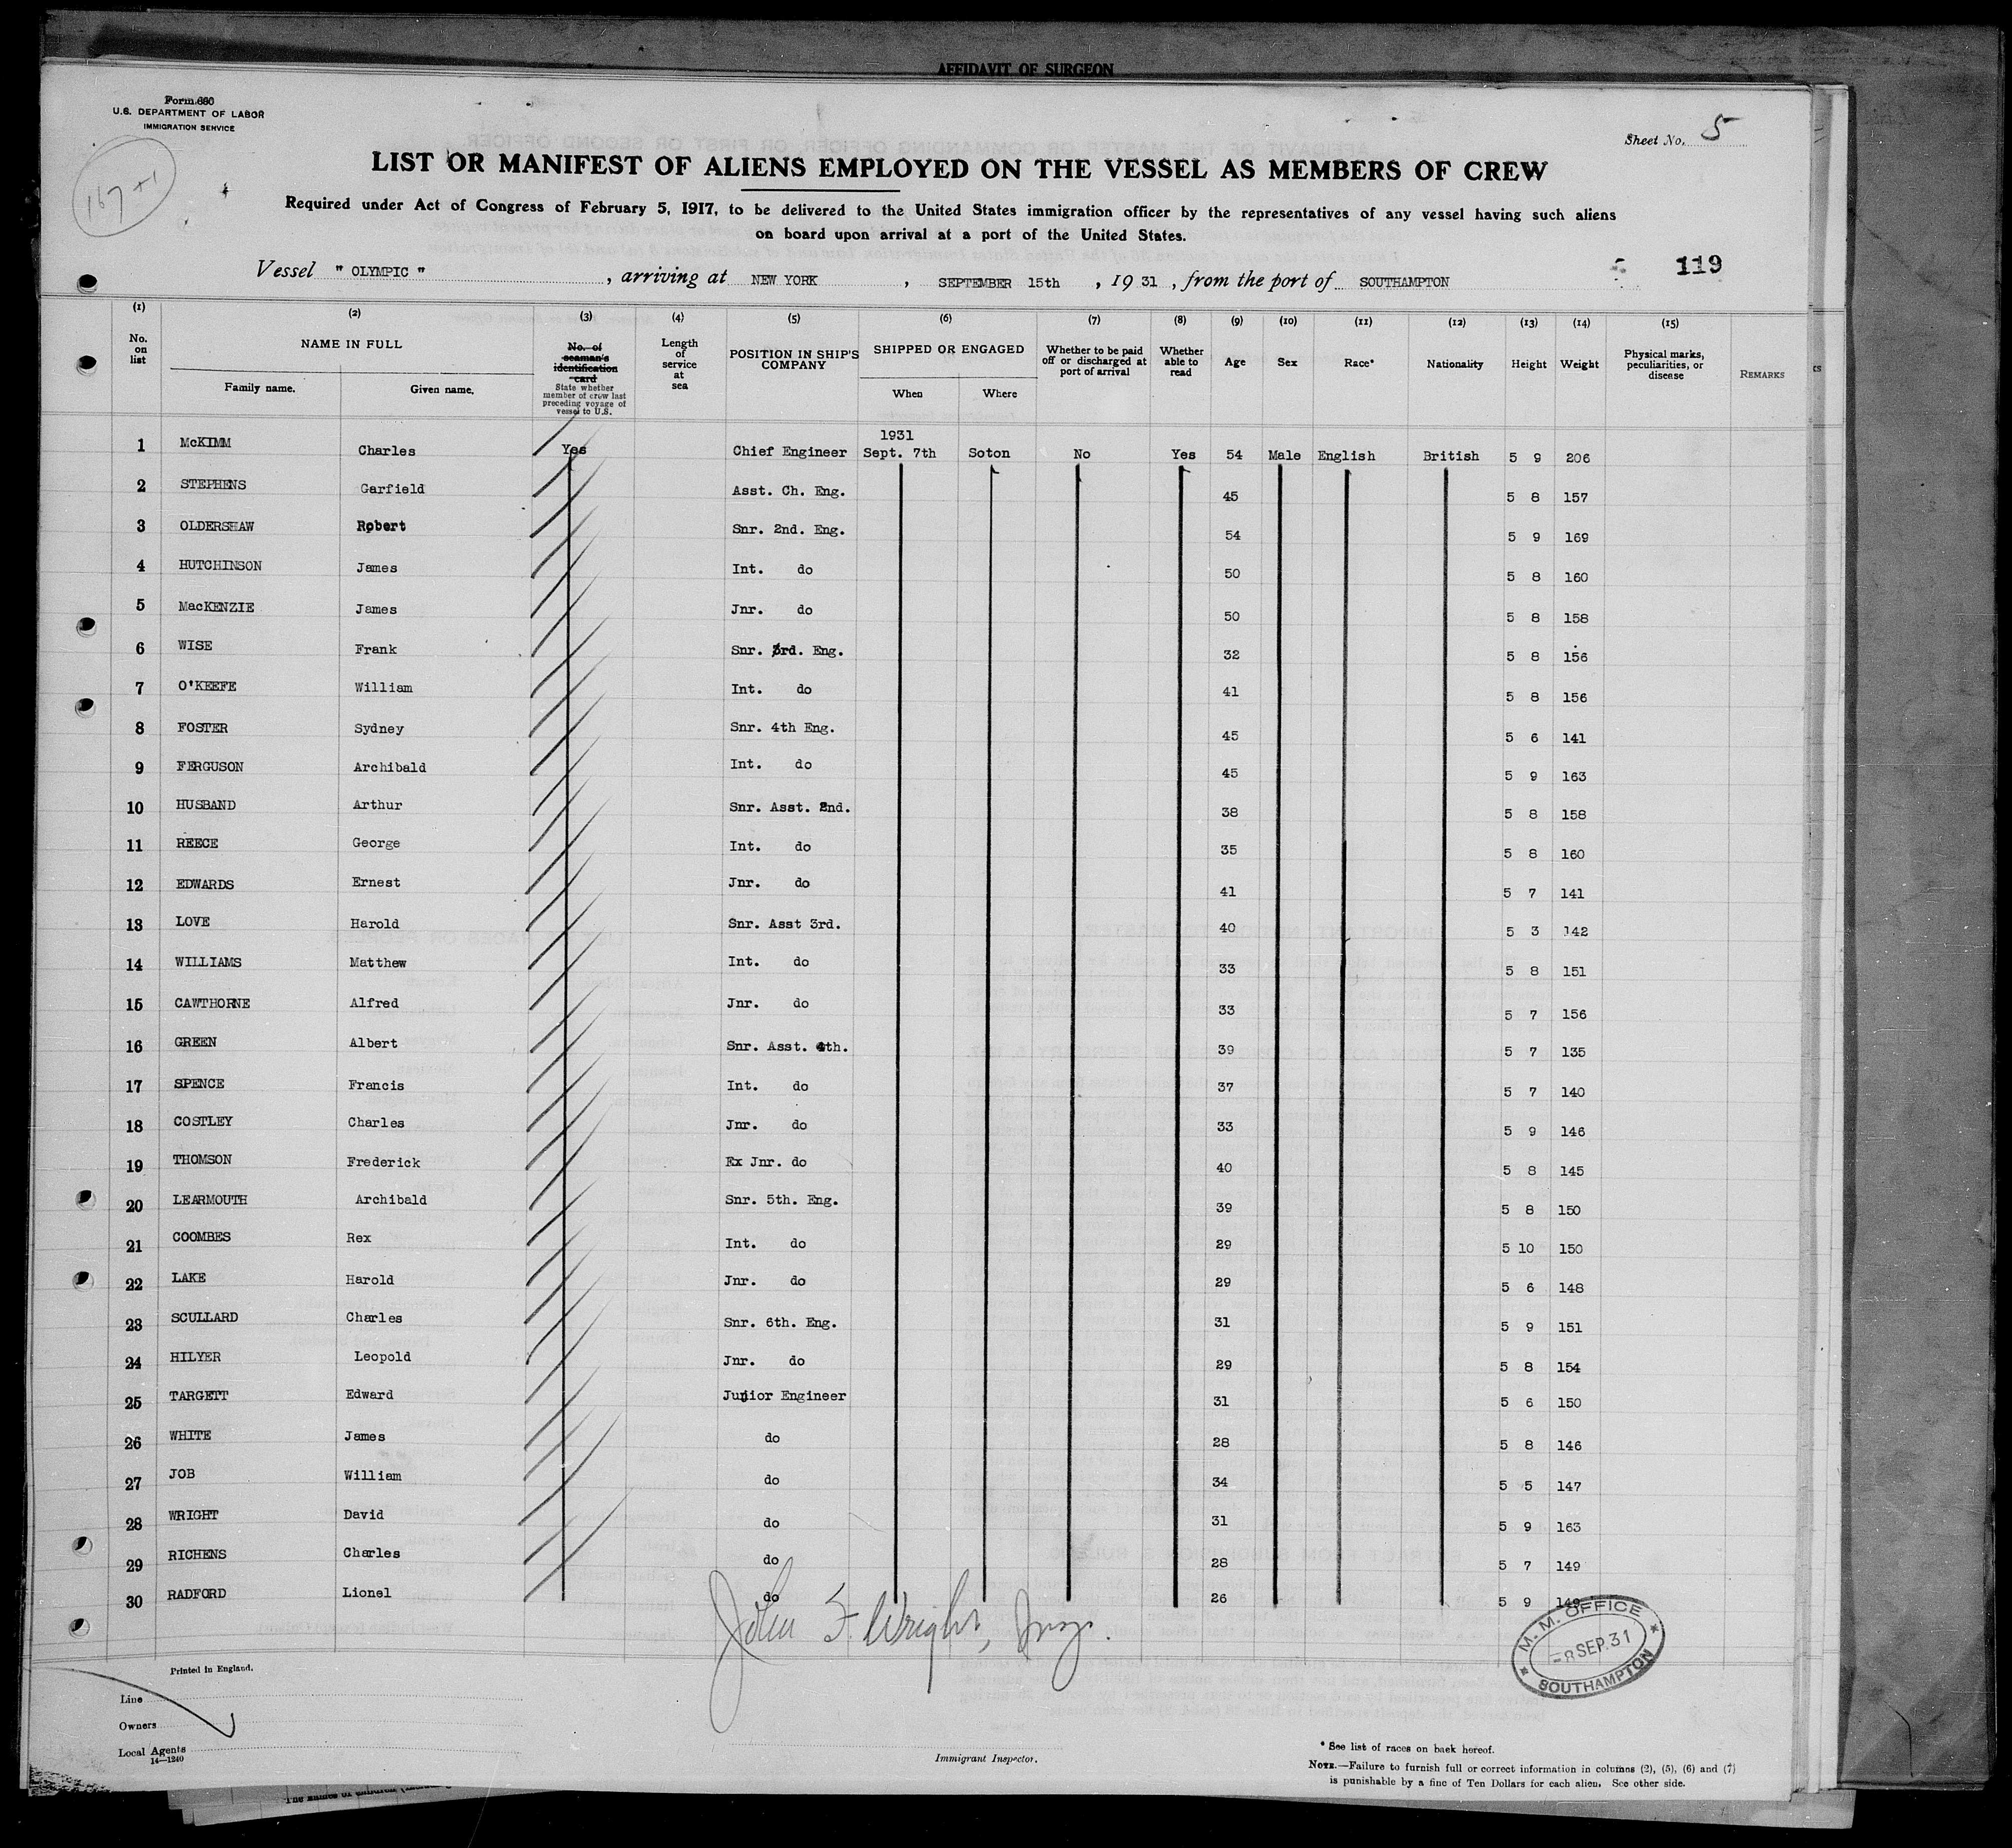 AFFIDAVIT OF SURGEON
Form 680
U.S. DEPARTMENT OF LABOR
IMMIGRATION SERVICE
167 +1
Sheet No. 5
LIST OR MANIFEST OF ALIENS EMPLOYED ON THE VESSEL AS MEMBERS OF CREW
Required under Act of Congress of February 5, 1917, to be delivered to the United States immigration officer by the representatives of any vessel having such aliens
on board upon arrival at a port of the United States.
Vessel " OLYMPIC ", arriving at NEW YORK, SEPTEMBER 15th, 1931, from the port of SOUTHAMPTON
119
(1) (2) (3) (4) (5) (6) (7) (8) (9) (10) (11) (12) (13) (14) (15)
No. on list
NAME IN FULL
Family name. Given name.
No. of seaman's identification card
State whether member of crew last preceding voyage of vessel to U.S.
Length of service at sea
POSITION IN SHIP'S COMPANY
SHIPPED OR ENGAGED
When Where
Whether to be paid off or discharged at port of arrival
Whether able to read
Age
Sex
Race*
Nationality
Height
Weight
Physical marks, peculiarities, or disease
REMARKS
1931
1 McKIMM Charles Yes Chief Engineer Sept. 7th Soton No Yes 54 Male English British 5 9 206
2 STEPHENS Garfield Asst. Ch. Eng. 45 5 8 157
3 OLDERSHAW Robert Snr. 2nd. Eng. 54 5 9 169
4 HUTCHINSON James Int. do 50 5 8 160
5 MacKENZIE James Jnr. do 50 5 8 158
6 WISE Frank Snr. 3rd. Eng. 32 5 8 156
7 O'KEEFE William Int. do 41 5 8 156
8 FOSTER Sydney Snr. 4th Eng. 45 5 6 141
9 FERGUSON Archibald Int. do 45 5 9 163
10 HUSBAND Arthur Snr. Asst. 2nd. 38 5 8 158
11 REECE George Int. do 35 5 8 160
12 EDWARDS Ernest Jnr. do 41 5 7 141
13 LOVE Harold Snr. Asst 3rd. 40 5 3 142
14 WILLIAMS Matthew Int. do 33 5 8 151
15 CAWTHORNE Alfred Jnr. do 33 5 7 156
16 GREEN Albert Snr. Asst. 4th. 39 5 7 135
17 SPENCE Francis Int. do 37 5 7 140
18 COSTLEY Charles Jnr. do 33 5 9 146
19 THOMSON Frederick Ex Jnr. do 40 5 8 145
20 LEARMOUTH Archibald Snr. 5th. Eng. 39 5 8 150
21 COOMBES Rex Int. do 29 5 10 150
22 LAKE Harold Jnr. do 29 5 6 148
23 SCULLARD Charles Snr. 6th. Eng. 31 5 9 151
24 HILYER Leopold Jnr. do 29 5 8 154
25 TARGETT Edward Junior Engineer 31 5 6 150
26 WHITE James do 28 5 8 146
27 JOB William do 34 5 5 147
28 WRIGHT David do 31 5 9 163
29 RICHENS Charles do 28 5 7 149
30 RADFORD Lionel do 26 5 9 149
John F. Wright, Insp.
M. M. OFFICE
8 SEP. 31
SOUTHAMPTON
Printed in England.
Line
Owners
Local Agents
14—1240
Immigrant Inspector.
* See list of races on back hereof.
NOTE.—Failure to furnish full or correct information in columns (2), (5), (6) and (7)
is punishable by a fine of Ten Dollars for each alien. See other side.